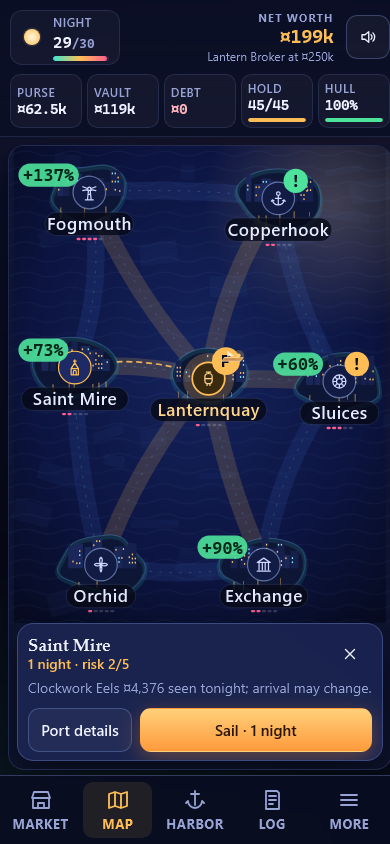 NIGHT
29/30
NET WORTH
¤199k
Lantern Broker at ¤250k
PURSE
¤62.5k
VAULT
¤119k
DEBT
¤0
HOLD
45/45
HULL
100%
+137%
!
Fogmouth
Copperhook
+73%
F
+60%
!
Saint Mire
Lanternquay
Sluices
+90%
Orchid
Exchange
Saint Mire
1 night · risk 2/5
Clockwork Eels ¤4,376 seen tonight; arrival may change.
Port details
Sail · 1 night
MARKET
MAP
HARBOR
LOG
MORE